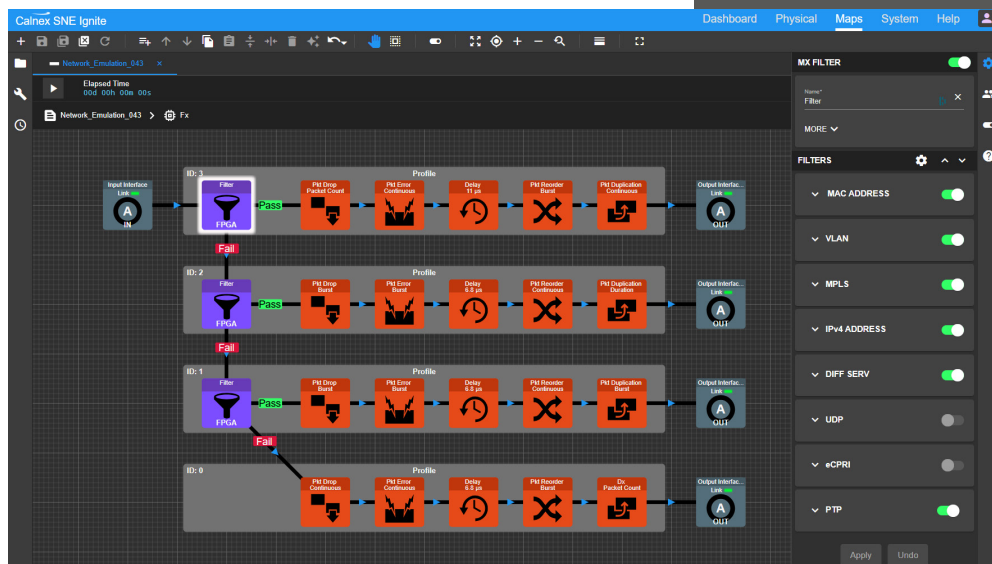 Calnex SNE Ignite
Dashboard Physical Maps System Help
Network_Emulation_043 ×
Elapsed Time
00d 00h 00m 00s
Network_Emulation_043 > Fx
MX FILTER
Name*
Filter
MORE
FILTERS
MAC ADDRESS
VLAN
MPLS
IPv4 ADDRESS
DIFF SERV
UDP
eCPRI
PTP
Apply Undo
Input Interface
Link
A
IN
ID: 3 Profile
Filter
FPGA
Pass
Fail
Pkt Drop
Packet Count
Pkt Error
Continuous
Delay
11 µs
Pkt Reorder
Burst
Pkt Duplication
Continuous
Output Interfac...
Link
A
OUT
ID: 2 Profile
Filter
FPGA
Pass
Fail
Pkt Drop
Burst
Pkt Error
Burst
Delay
6.8 µs
Pkt Reorder
Continuous
Pkt Duplication
Duration
Output Interfac...
Link
A
OUT
ID: 1 Profile
Filter
FPGA
Pass
Fail
Pkt Drop
Burst
Pkt Error
Burst
Delay
6.8 µs
Pkt Reorder
Continuous
Pkt Duplication
Burst
Output Interfac...
Link
A
OUT
ID: 0 Profile
Pkt Drop
Continuous
Pkt Error
Continuous
Delay
6.8 µs
Pkt Reorder
Burst
Dx
Packet Count
Output Interfac...
Link
A
OUT